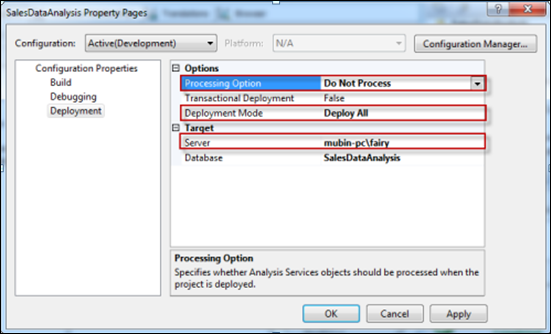 SalesDataAnalysis Property Pages
Configuration: Active(Development) Platform: N/A Configuration Manager...
Configuration Properties
Build
Debugging
Deployment
Options
Processing Option Do Not Process
Transactional Deployment False
Deployment Mode Deploy All
Target
Server mubin-pc\fairy
Database SalesDataAnalysis
Processing Option
Specifies whether Analysis Services objects should be processed when the
project is deployed.
OK Cancel Apply